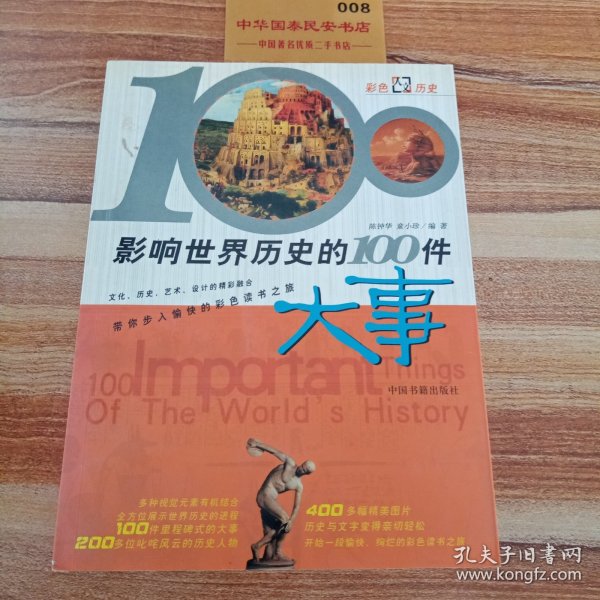 008
中华国泰民安书店
中国著名优质二手书店
100
彩色人文历史
陈钟华 童小珍/编著
影响世界历史的100件
大事
文化、历史、艺术、设计的精彩融合
带你步入愉快的彩色读书之旅
100 Important Things
Of The World's History
中国书籍出版社
多种视觉元素有机结合
全方位展示世界历史的进程
100件里程碑式的大事
200多位叱咤风云的历史人物
400多幅精美图片
历史与文字变得亲切轻松
开始一段愉快、绚烂的彩色读书之旅
孔夫子旧书网
www.kongfz.com